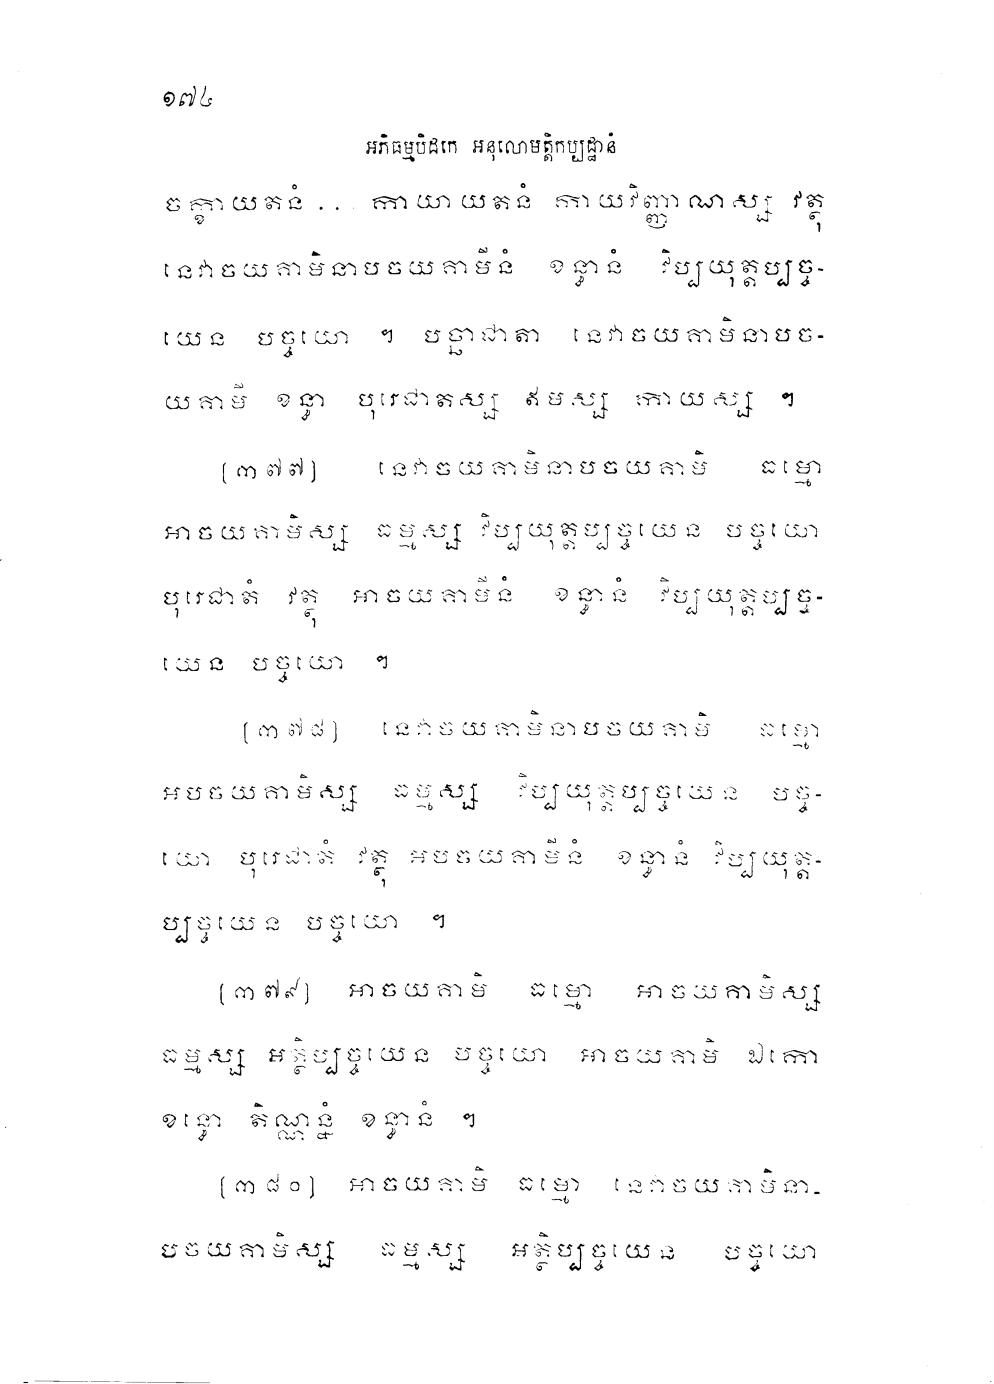 ១៧៤
អភិធម្មបិដកេ អនុលោមត្តិកប្បដ្ឋានំ
ចក្ខាយតនំ ... កាយាយតនំ កាយវិញ្ញាណស្ស វត្ថុ
នេវាចយគាមិនាបចយគាមីនំ ខន្ធានំ វិប្បយុត្តប្បច្ច-
យេន បច្ចយោ ។ បច្ឆាជាតា នេវាចយគាមិនាបច-
យគាមី ខន្ធា បុរេជាតស្ស ឥមស្ស កាយស្ស ។
(៣៧៧) នេវាចយគាមិនាបចយគាមិ ធម្មោ
អាចយគាមិស្ស ធម្មស្ស វិប្បយុត្តប្បច្ចយេន បច្ចយោ
បុរេជាតំ វត្ថុ អាចយគាមីនំ ខន្ធានំ វិប្បយុត្តប្បច្ច-
យេន បច្ចយោ ។
(៣៧៨) នេវាចយគាមិនាបចយគាមិ ធម្មោ
អបចយគាមិស្ស ធម្មស្ស វិប្បយុត្តប្បច្ចយេន បច្ច-
យោ បុរេជាតំ វត្ថុ អបចយគាមីនំ ខន្ធានំ វិប្បយុត្ត-
ប្បច្ចយេន បច្ចយោ ។
(៣៧៩) អាចយគាមិ ធម្មោ អាចយគាមិស្ស
ធម្មស្ស អត្ថិប្បច្ចយេន បច្ចយោ អាចយគាមិ ឯកោ
ខន្ធោ តិណ្ណន្នំ ខន្ធានំ ។
(៣៨០) អាចយគាមិ ធម្មោ នេវាចយគាមិនា-
បចយគាមិស្ស ធម្មស្ស អត្ថិប្បច្ចយេន បច្ចយោ